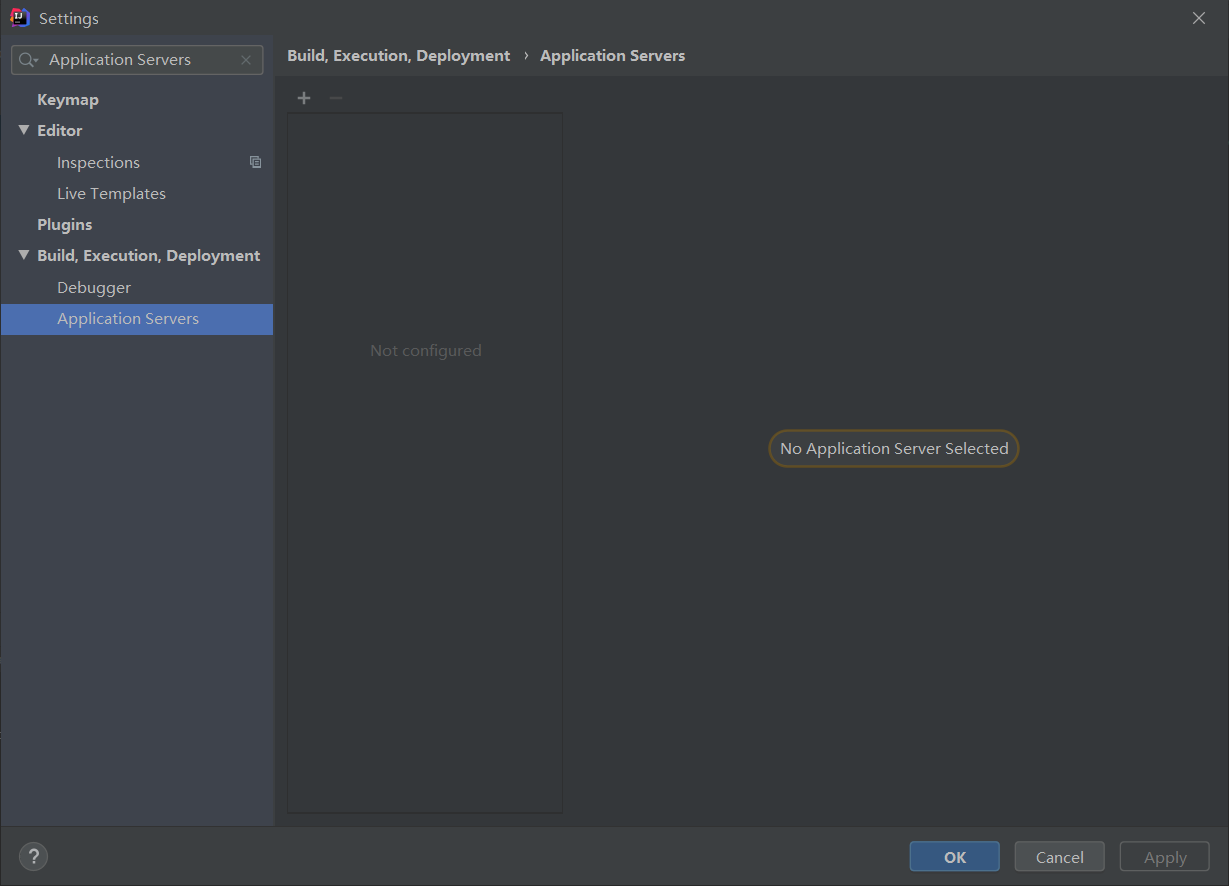 Settings
Application Servers
Build, Execution, Deployment › Application Servers
Keymap
Editor
Inspections
Live Templates
Plugins
Build, Execution, Deployment
Debugger
Application Servers
Not configured
No Application Server Selected
?
OK
Cancel
Apply